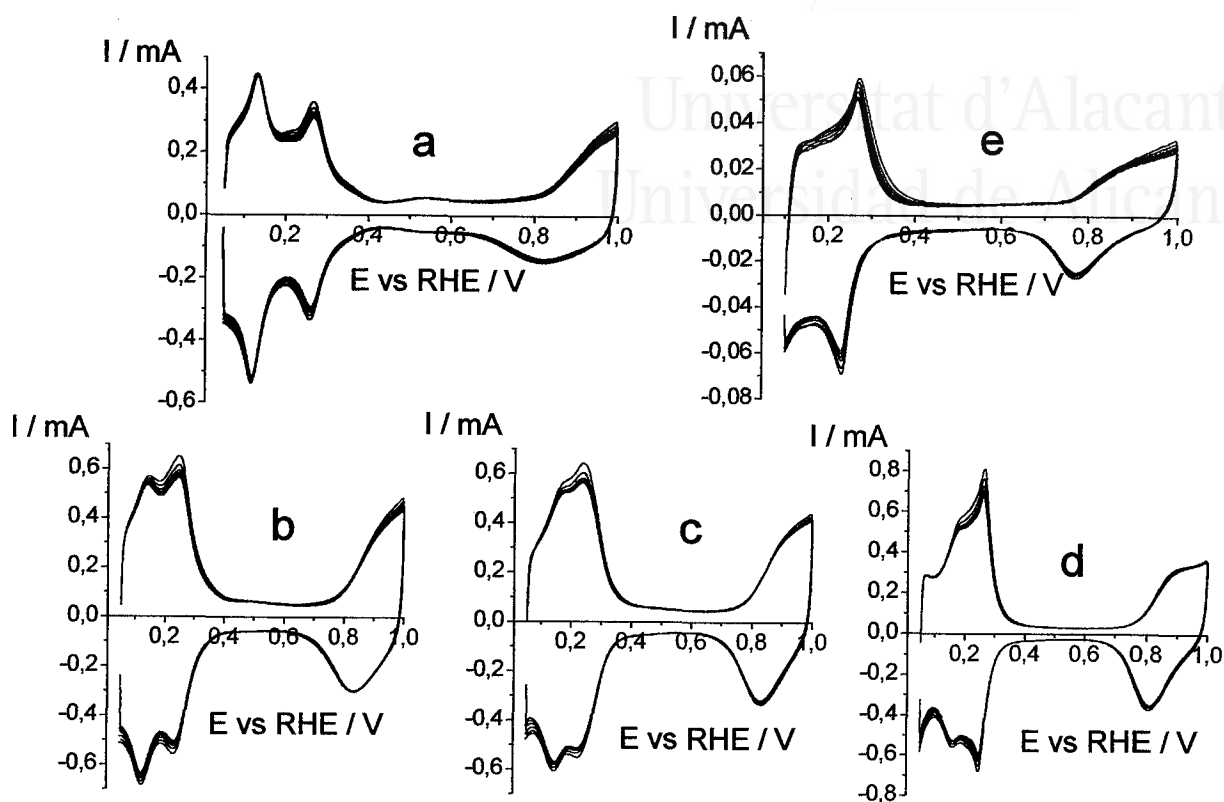 Universitat d'Alacant
Universidad de Alicante
I / mA
0,4
0,2
0,0
-0,2
-0,4
-0,6
0,2 0,4 0,6 0,8 1,0
a
E vs RHE / V
I / mA
0,06
0,04
0,02
0,00
-0,02
-0,04
-0,06
-0,08
0,2 0,4 0,6 0,8 1,0
e
E vs RHE / V
I / mA
0,6
0,4
0,2
0,0
-0,2
-0,4
-0,6
0,2 0,4 0,6 0,8 1,0
b
E vs RHE / V
I / mA
0,6
0,4
0,2
0,0
-0,2
-0,4
-0,6
0,2 0,4 0,6 0,8 1,0
c
E vs RHE / V
I / mA
0,8
0,6
0,4
0,2
0,0
-0,2
-0,4
-0,6
-0,8
0,2 0,4 0,6 0,8 1,0
d
E vs RHE / V